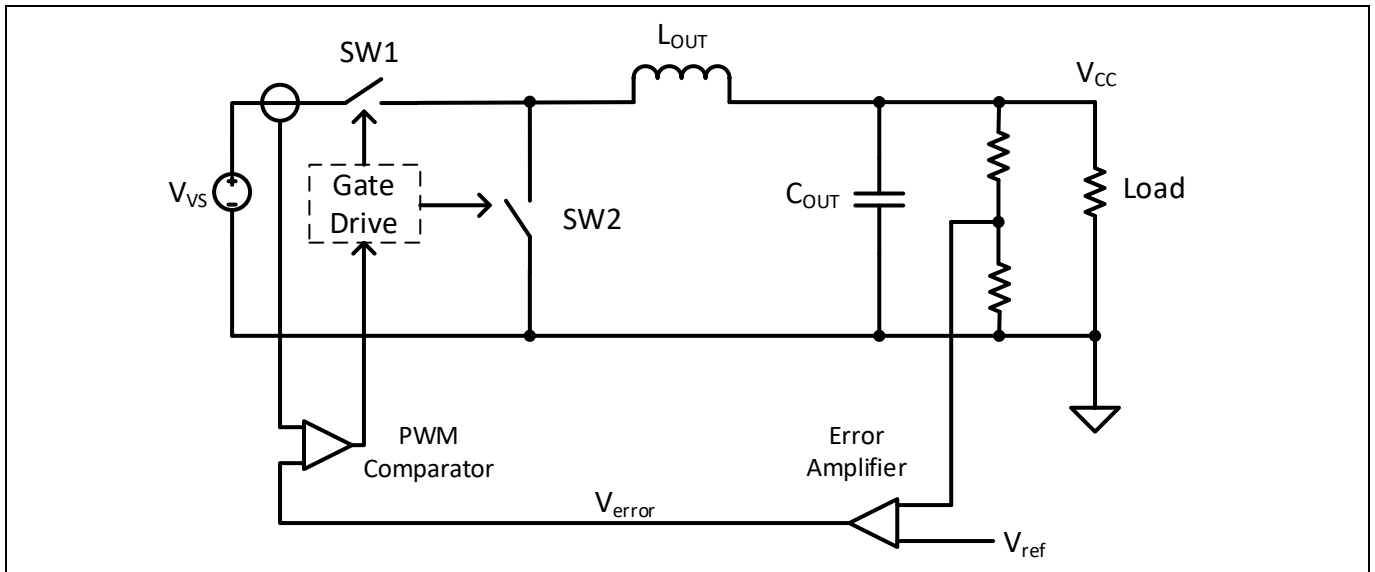 L_OUT
SW1
V_CC
V_VS
Gate
Drive
SW2
C_OUT
Load
PWM
Comparator
Error
Amplifier
V_error
V_ref